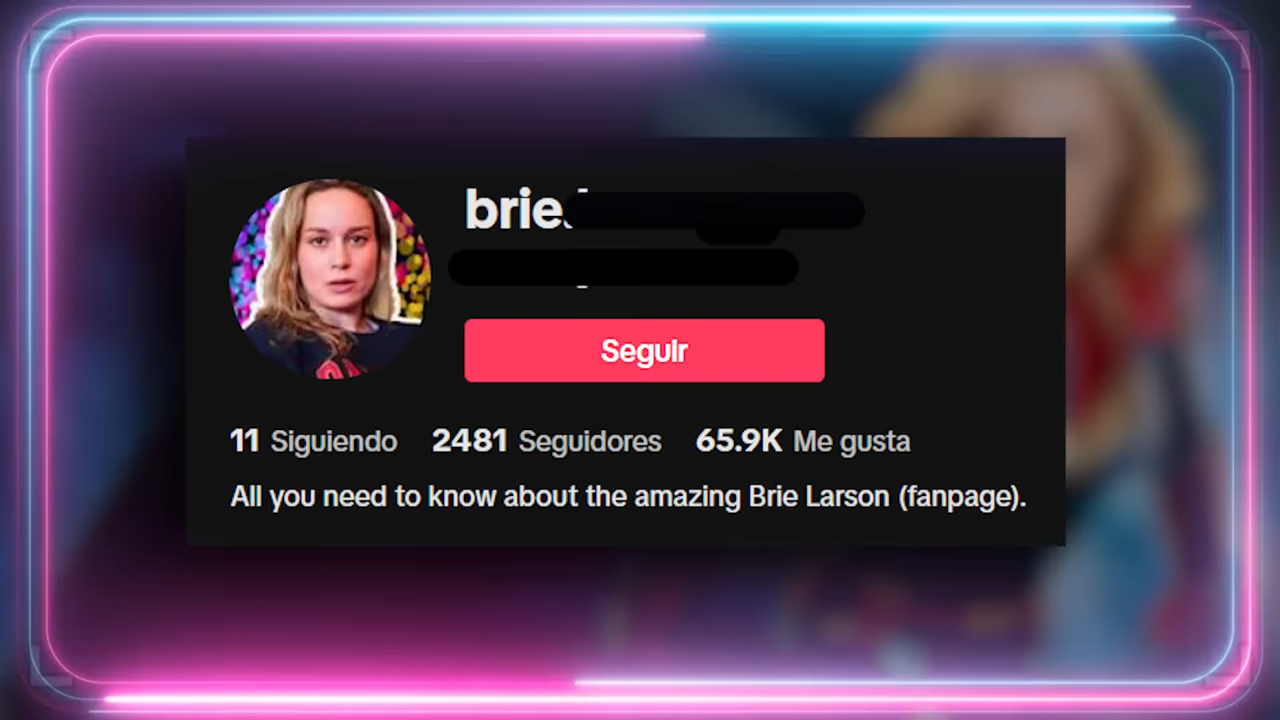 brie.
Seguir
11 Siguiendo 2481 Seguidores 65.9K Me gusta
All you need to know about the amazing Brie Larson (fanpage).